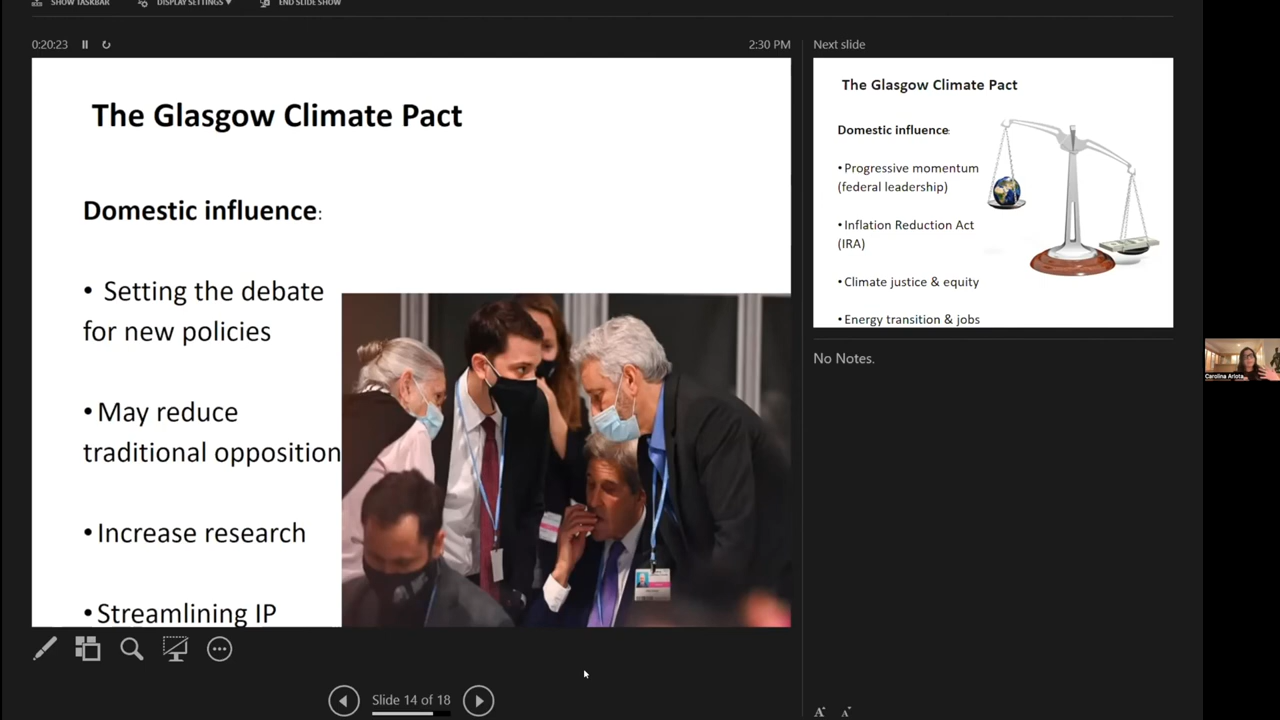 SHOW TASKBAR DISPLAY SETTINGS ▼ END SLIDE SHOW
0:20:23
2:30 PM
The Glasgow Climate Pact
Domestic influence:
• Setting the debate
for new policies
• May reduce
traditional opposition
• Increase research
• Streamlining IP
Slide 14 of 18
Next slide
The Glasgow Climate Pact
Domestic influence:
• Progressive momentum
(federal leadership)
• Inflation Reduction Act
(IRA)
• Climate justice & equity
• Energy transition & jobs
No Notes.
A A
Carolina Arlota